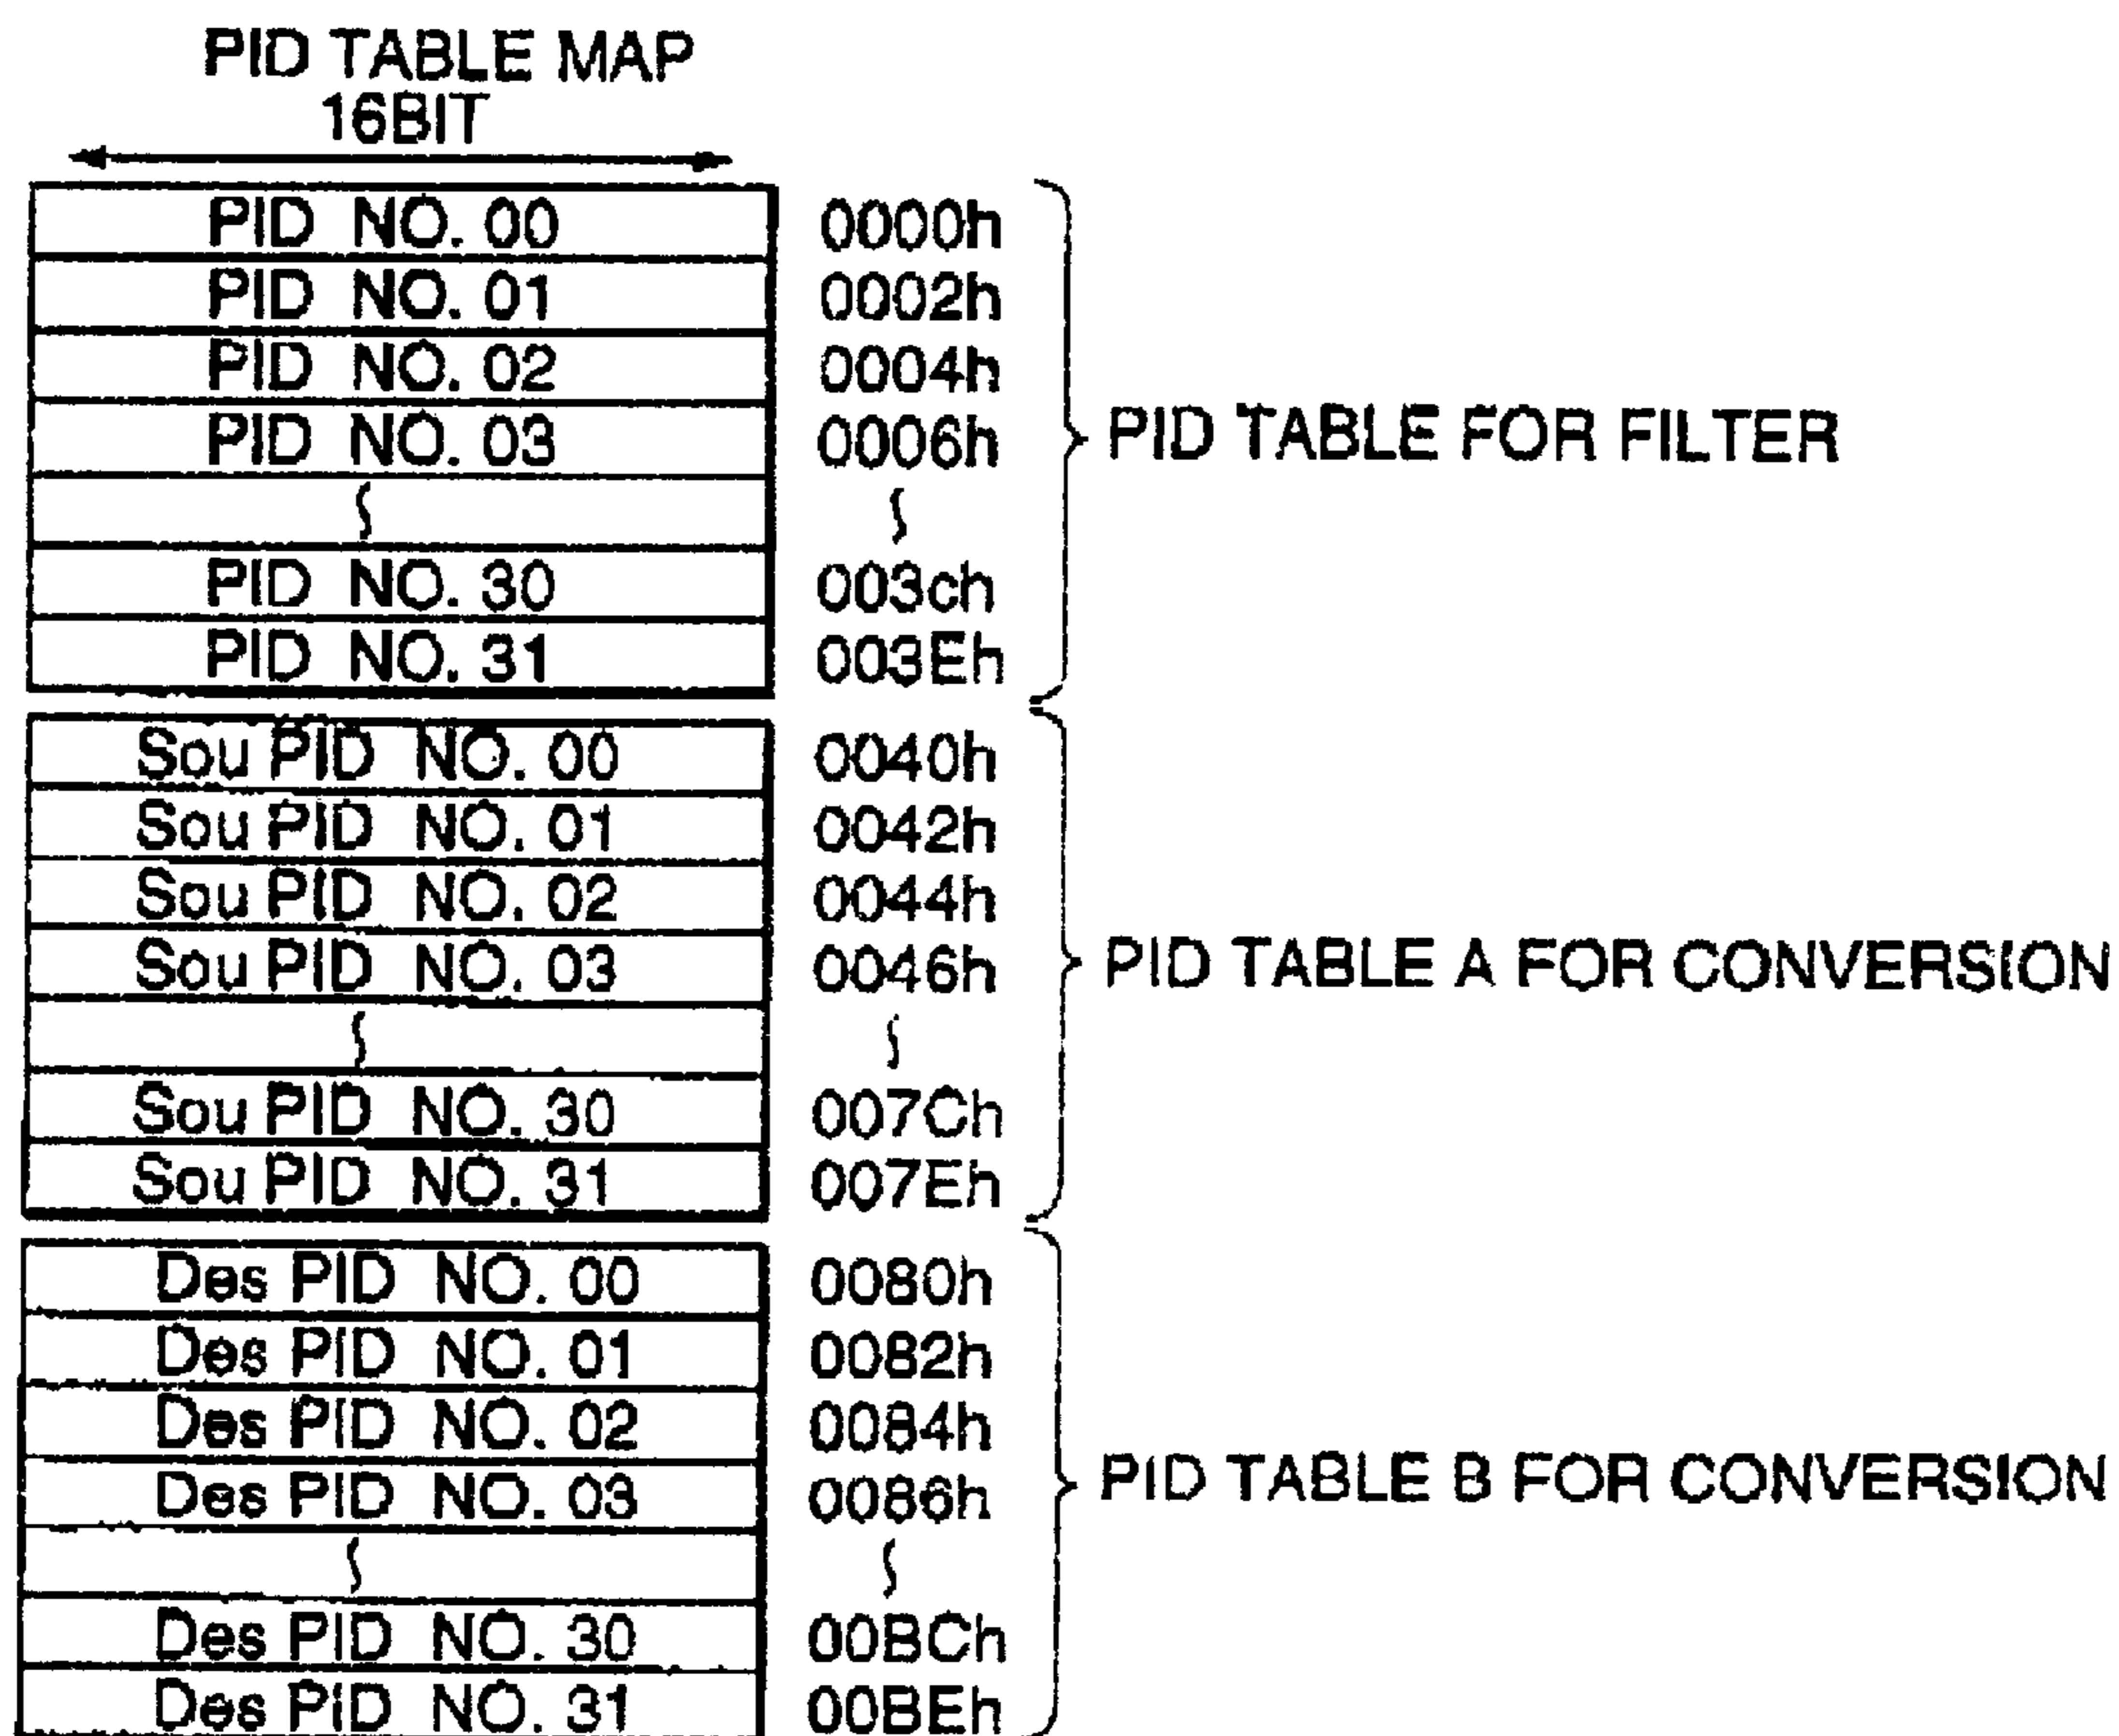 PID TABLE MAP
16BIT
PID NO. 00 0000h
PID NO. 01 0002h
PID NO. 02 0004h
PID NO. 03 0006h
PID TABLE FOR FILTER
PID NO. 30 003ch
PID NO. 31 003Eh
Sou PID NO. 00 0040h
Sou PID NO. 01 0042h
Sou PID NO. 02 0044h
Sou PID NO. 03 0046h
PID TABLE A FOR CONVERSION
Sou PID NO. 30 007Ch
Sou PID NO. 31 007Eh
Des PID NO. 00 0080h
Des PID NO. 01 0082h
Des PID NO. 02 0084h
Des PID NO. 03 0086h
PID TABLE B FOR CONVERSION
Des PID NO. 30 00BCh
Des PID NO. 31 00BEh